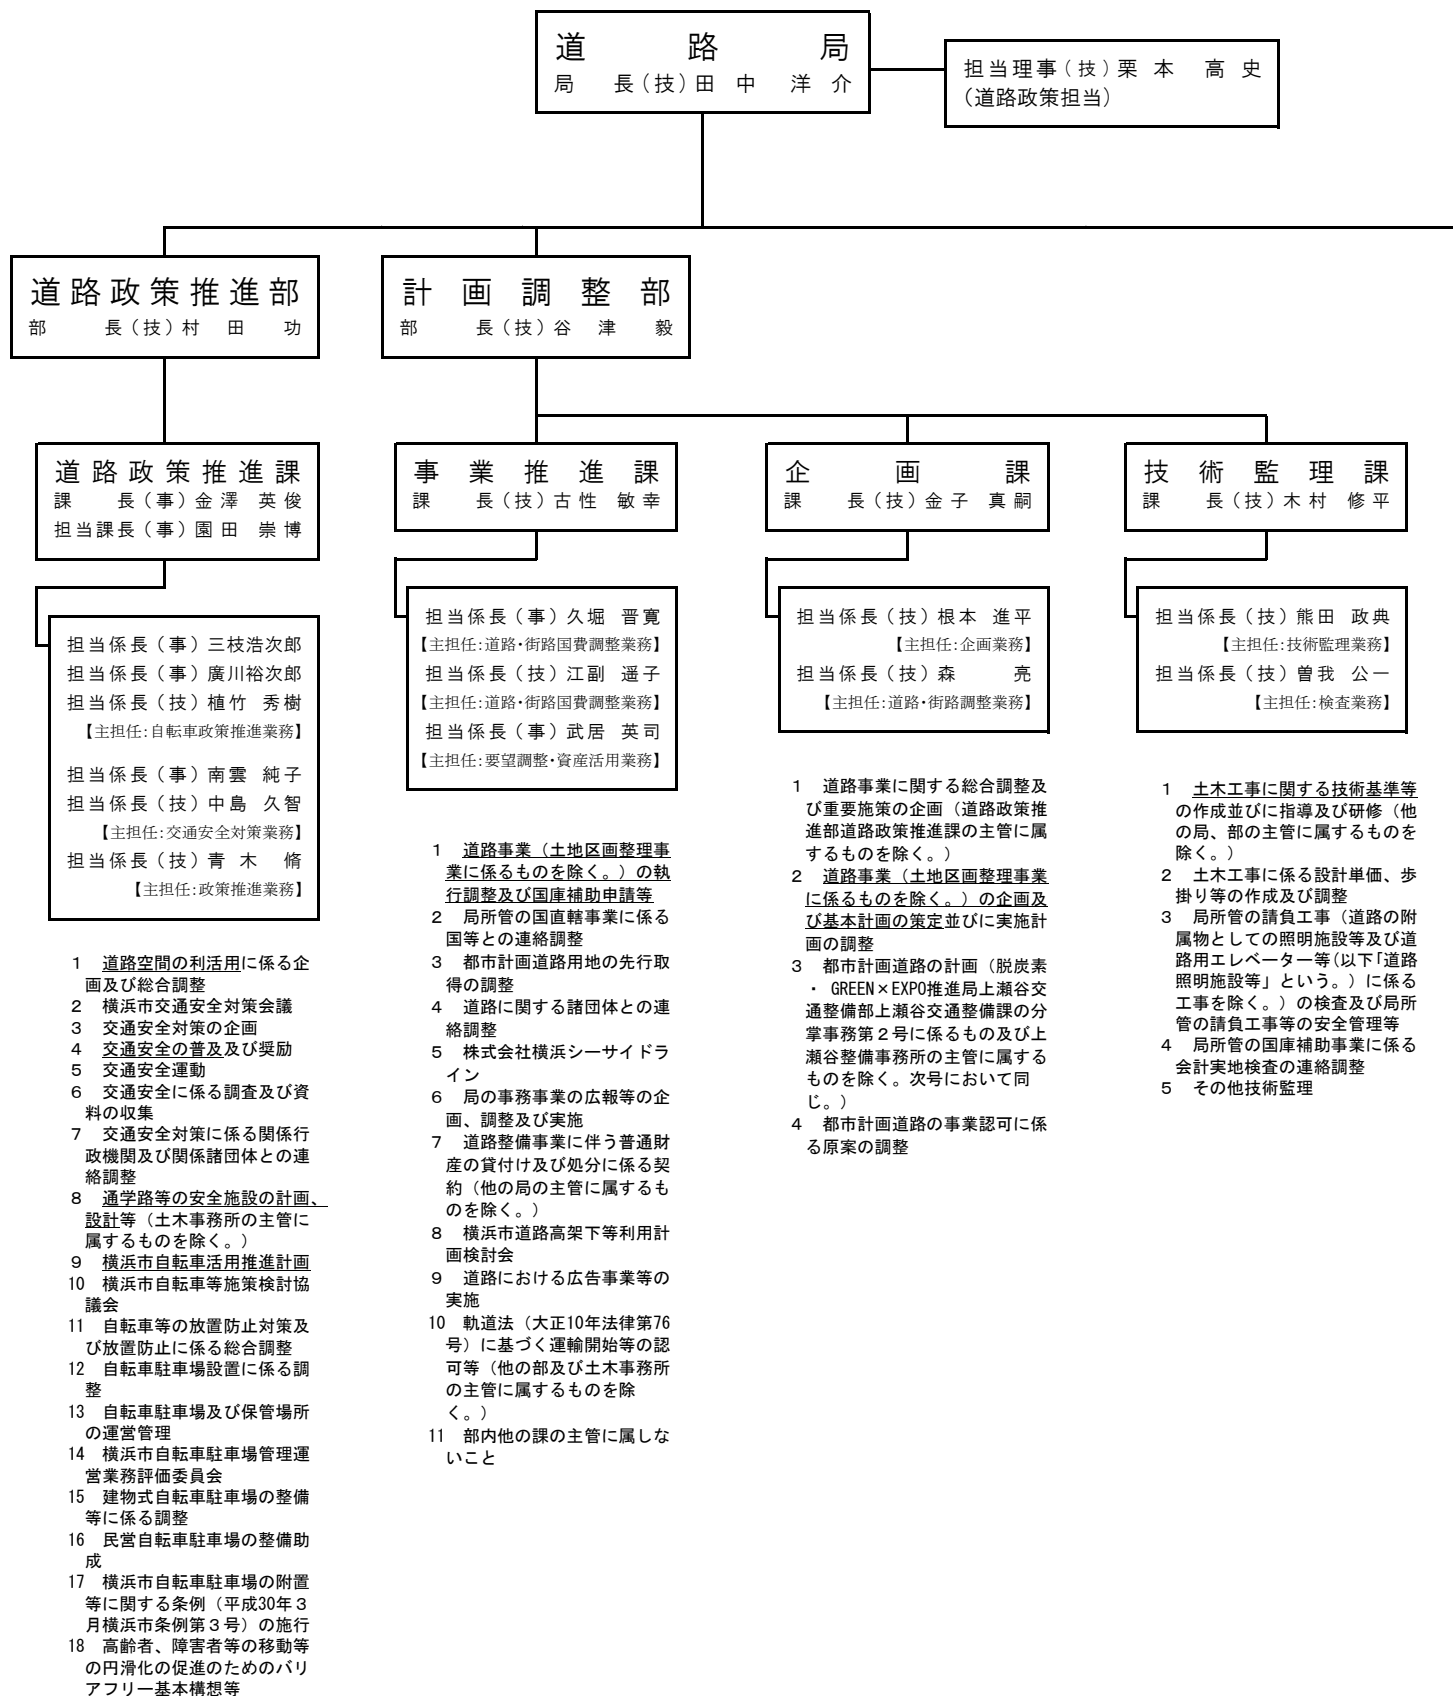 道路局
局長(技)田中洋介
担当理事(技)栗本高史
(道路政策担当)
道路政策推進部
部長(技)村田功
計画調整部
部長(技)谷津毅
道路政策推進課
課長(事)金澤英俊
担当課長(事)園田崇博
担当係長(事)三枝浩次郎
担当係長(事)廣川裕次郎
担当係長(技)植竹秀樹
【主担任:自転車政策推進業務】
担当係長(事)南雲純子
担当係長(技)中島久智
【主担任:交通安全対策業務】
担当係長(技)青木脩
【主担任:政策推進業務】
1 道路空間の利活用に係る企
画及び総合調整
2 横浜市交通安全対策会議
3 交通安全対策の企画
4 交通安全の普及及び奨励
5 交通安全運動
6 交通安全に係る調査及び資
料の収集
7 交通安全対策に係る関係行
政機関及び関係諸団体との連
絡調整
8 通学路等の安全施設の計画、
設計等(土木事務所の主管に
属するものを除く。)
9 横浜市自転車活用推進計画
10 横浜市自転車等施策検討協
議会
11 自転車等の放置防止対策及
び放置防止に係る総合調整
12 自転車駐車場設置に係る調
整
13 自転車駐車場及び保管場所
の運営管理
14 横浜市自転車駐車場管理運
営業務評価委員会
15 建物式自転車駐車場の整備
等に係る調整
16 民営自転車駐車場の整備助
成
17 横浜市自転車駐車場の附置
等に関する条例(平成30年3
月横浜市条例第3号)の施行
18 高齢者、障害者等の移動等
の円滑化の促進のためのバリ
アフリー基本構想等
事業推進課
課長(技)古性敏幸
担当係長(事)久堀晋寛
【主担任:道路・街路国費調整業務】
担当係長(技)江副遥子
【主担任:道路・街路国費調整業務】
担当係長(事)武居英司
【主担任:要望調整・資産活用業務】
1 道路事業(土地区画整理事
業に係るものを除く。)の執
行調整及び国庫補助申請等
2 局所管の国直轄事業に係る
国等との連絡調整
3 都市計画道路用地の先行取
得の調整
4 道路に関する諸団体との連
絡調整
5 株式会社横浜シーサイドラ
イン
6 局の事務事業の広報等の企
画、調整及び実施
7 道路整備事業に伴う普通財
産の貸付け及び処分に係る契
約(他の局の主管に属するも
のを除く。)
8 横浜市道路高架下等利用計
画検討会
9 道路における広告事業等の
実施
10 軌道法(大正10年法律第76
号)に基づく運輸開始等の認
可等(他の部及び土木事務所
の主管に属するものを除
く。)
11 部内他の課の主管に属しな
いこと
企画課
課長(技)金子真嗣
担当係長(技)根本進平
【主担任:企画業務】
担当係長(技)森亮
【主担任:道路・街路調整業務】
1 道路事業に関する総合調整及
び重要施策の企画(道路政策推
進部道路政策推進課の主管に属
するものを除く。)
2 道路事業(土地区画整理事業
に係るものを除く。)の企画及
び基本計画の策定並びに実施計
画の調整
3 都市計画道路の計画(脱炭素
・GREEN×EXPO推進局上瀬谷交
通整備部上瀬谷交通整備課の分
掌事務第2号に係るもの及び上
瀬谷整備事務所の主管に属する
ものを除く。次号において同
じ。)
4 都市計画道路の事業認可に係
る原案の調整
技術監理課
課長(技)木村修平
担当係長(技)熊田政典
【主担任:技術監理業務】
担当係長(技)曽我公一
【主担任:検査業務】
1 土木工事に関する技術基準等
の作成並びに指導及び研修(他
の局、部の主管に属するものを
除く。)
2 土木工事に係る設計単価、歩
掛り等の作成及び調整
3 局所管の請負工事(道路の附
属物としての照明施設等及び道
路用エレベーター等(以下「道路
照明施設等」という。)に係る
工事を除く。)の検査及び局所
管の請負工事等の安全管理等
4 局所管の国庫補助事業に係る
会計実地検査の連絡調整
5 その他技術監理